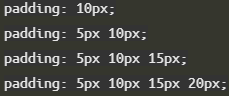 padding: 10px;
padding: 5px 10px;
padding: 5px 10px 15px;
padding: 5px 10px 15px 20px;